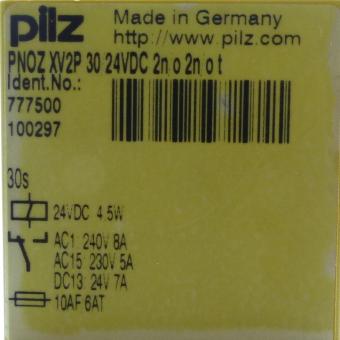 pilz
Made in Germany
http://www.pilz.com
PNOZ XV2P 30 24VDC 2n o 2n o t
Ident.No.:
777500
100297
30s
24VDC 4.5W
AC1: 240V 8A
AC15: 230V 5A
DC13: 24V 7A
10AF 6AT